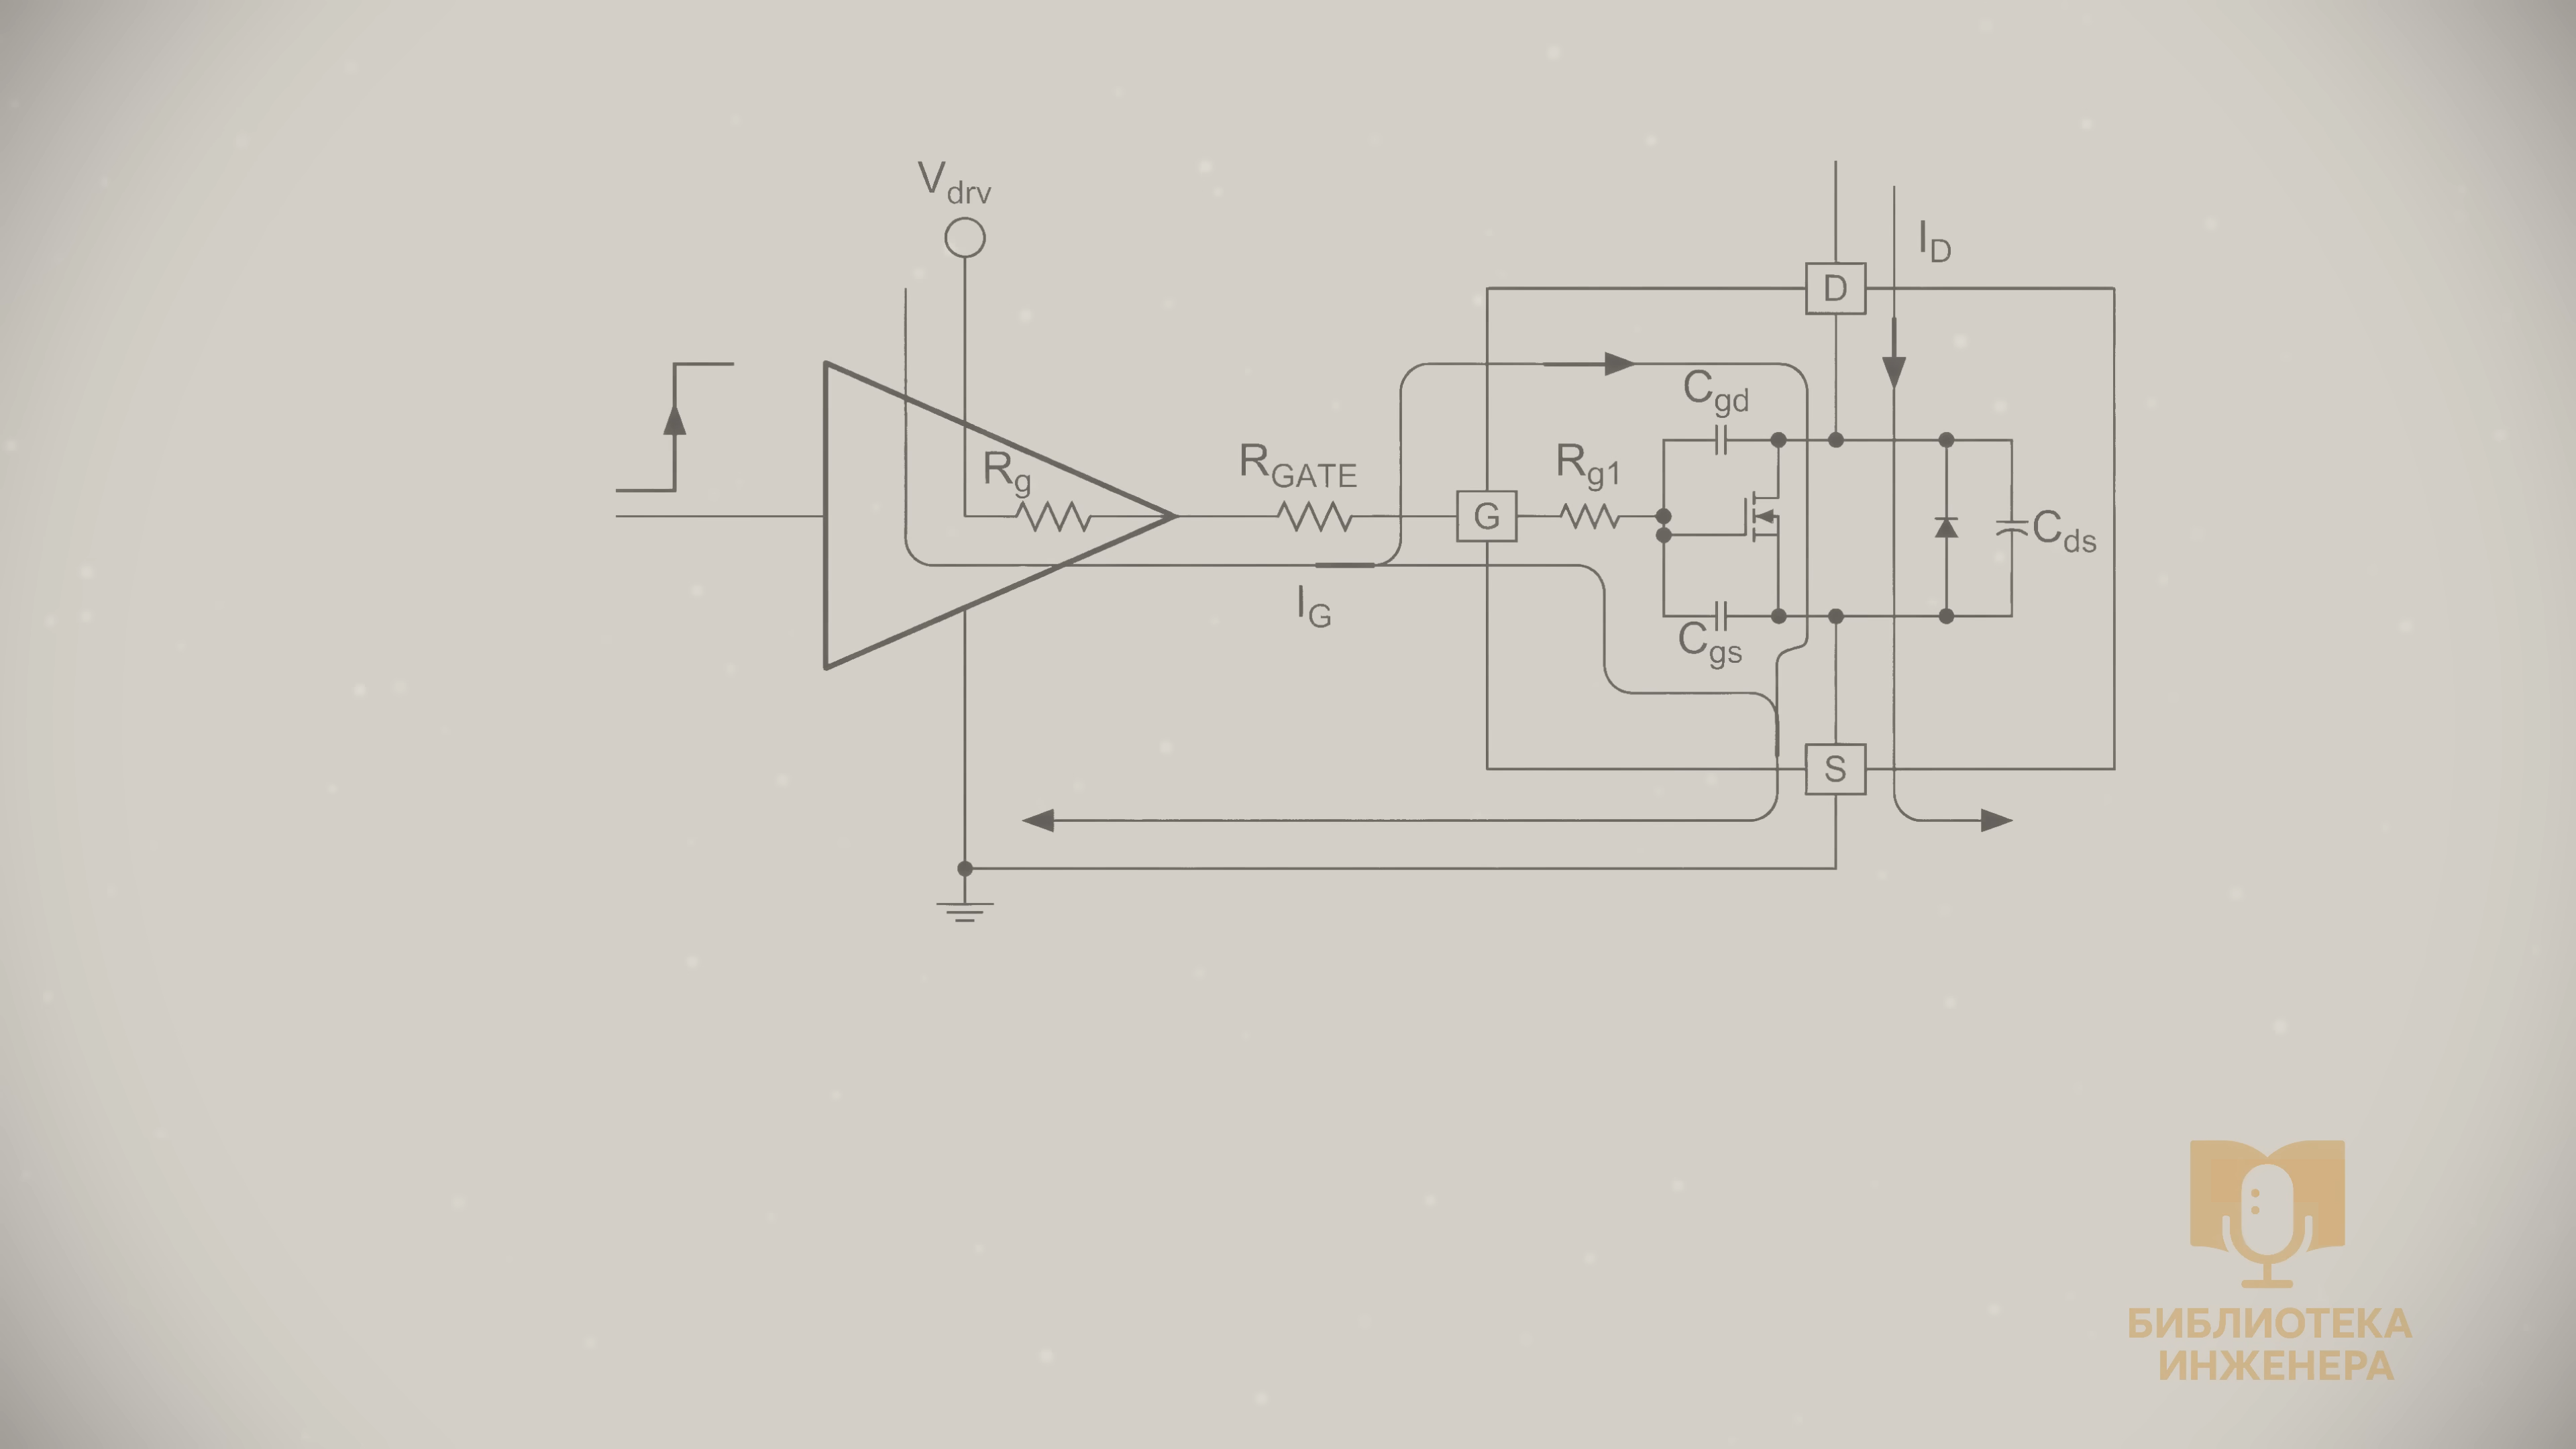 V_drv
I_D
D
C_gd
R_g
R_GATE
G
R_g1
C_ds
I_G
C_gs
S
БИБЛИОТЕКА
ИНЖЕНЕРА